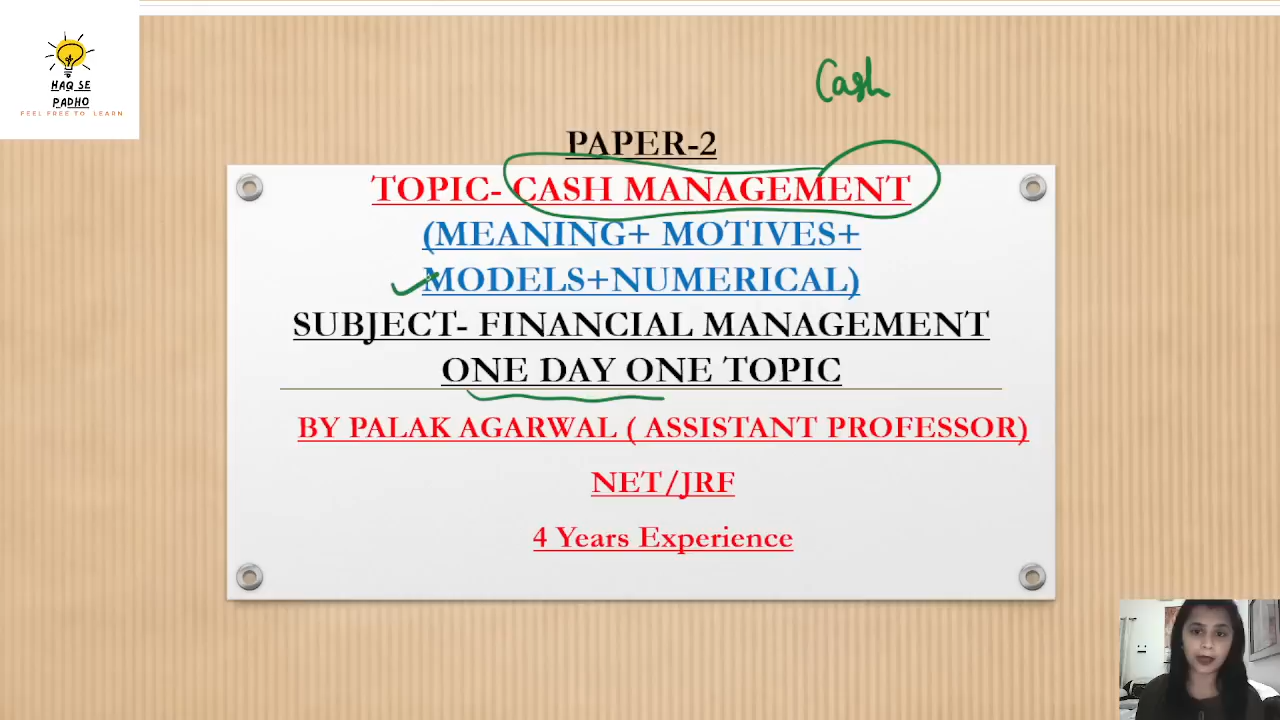 HAQ SE
PADHO
FEEL FREE TO LEARN
Cash
PAPER-2
TOPIC- CASH MANAGEMENT
(MEANING+ MOTIVES+
MODELS+NUMERICAL)
SUBJECT- FINANCIAL MANAGEMENT
ONE DAY ONE TOPIC
BY PALAK AGARWAL ( ASSISTANT PROFESSOR)
NET/JRF
4 Years Experience